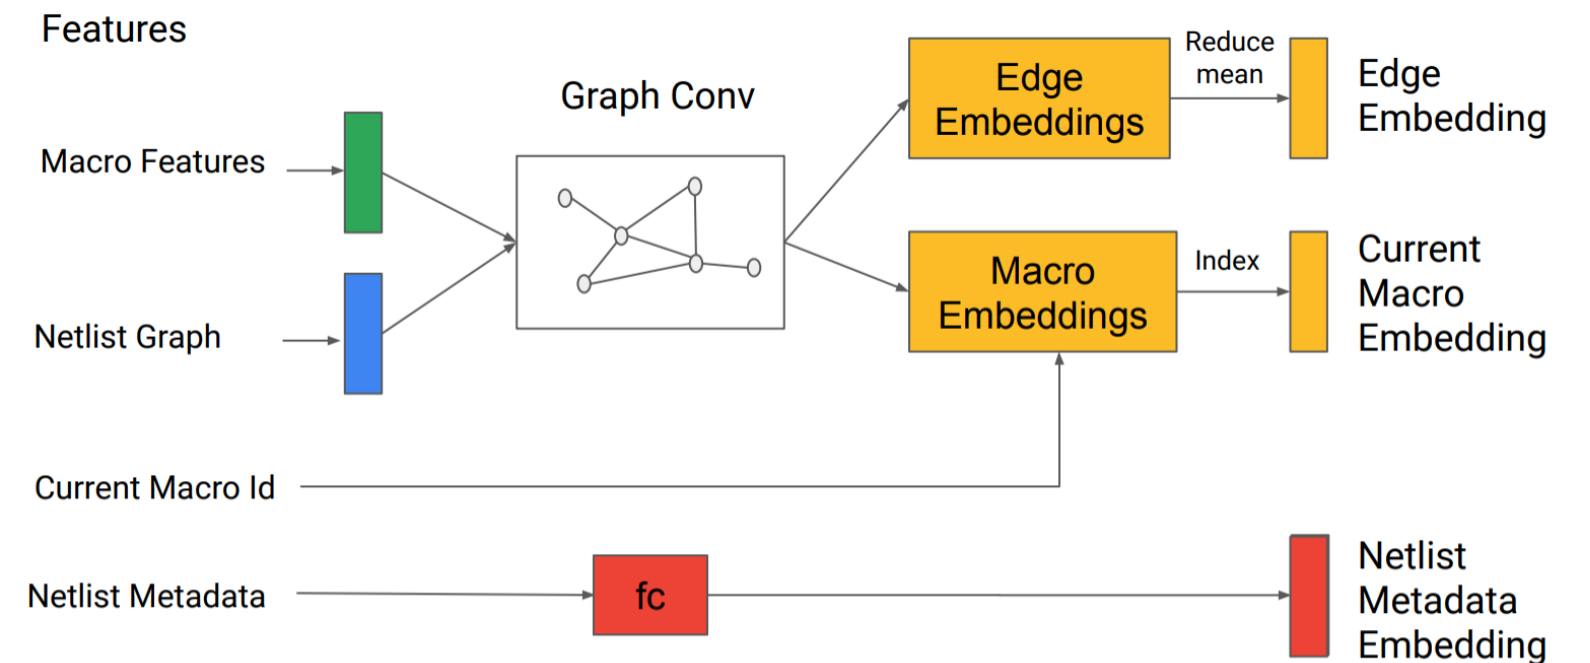 Features
Macro Features
Netlist Graph
Current Macro Id
Netlist Metadata
Graph Conv
fc
Edge
Embeddings
Macro
Embeddings
Reduce
mean
Index
Edge
Embedding
Current
Macro
Embedding
Netlist
Metadata
Embedding